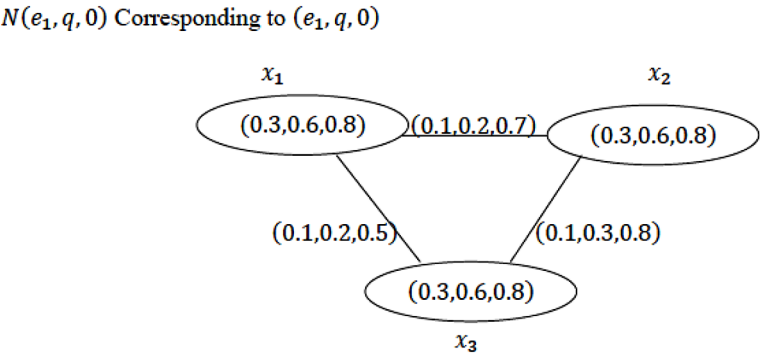 N(e₁, q, 0) Corresponding to (e₁, q, 0)
x₁ x₂
(0.3,0.6,0.8) (0.1,0.2,0.7) (0.3,0.6,0.8)
(0.1,0.2,0.5) (0.1,0.3,0.8)
(0.3,0.6,0.8)
x₃